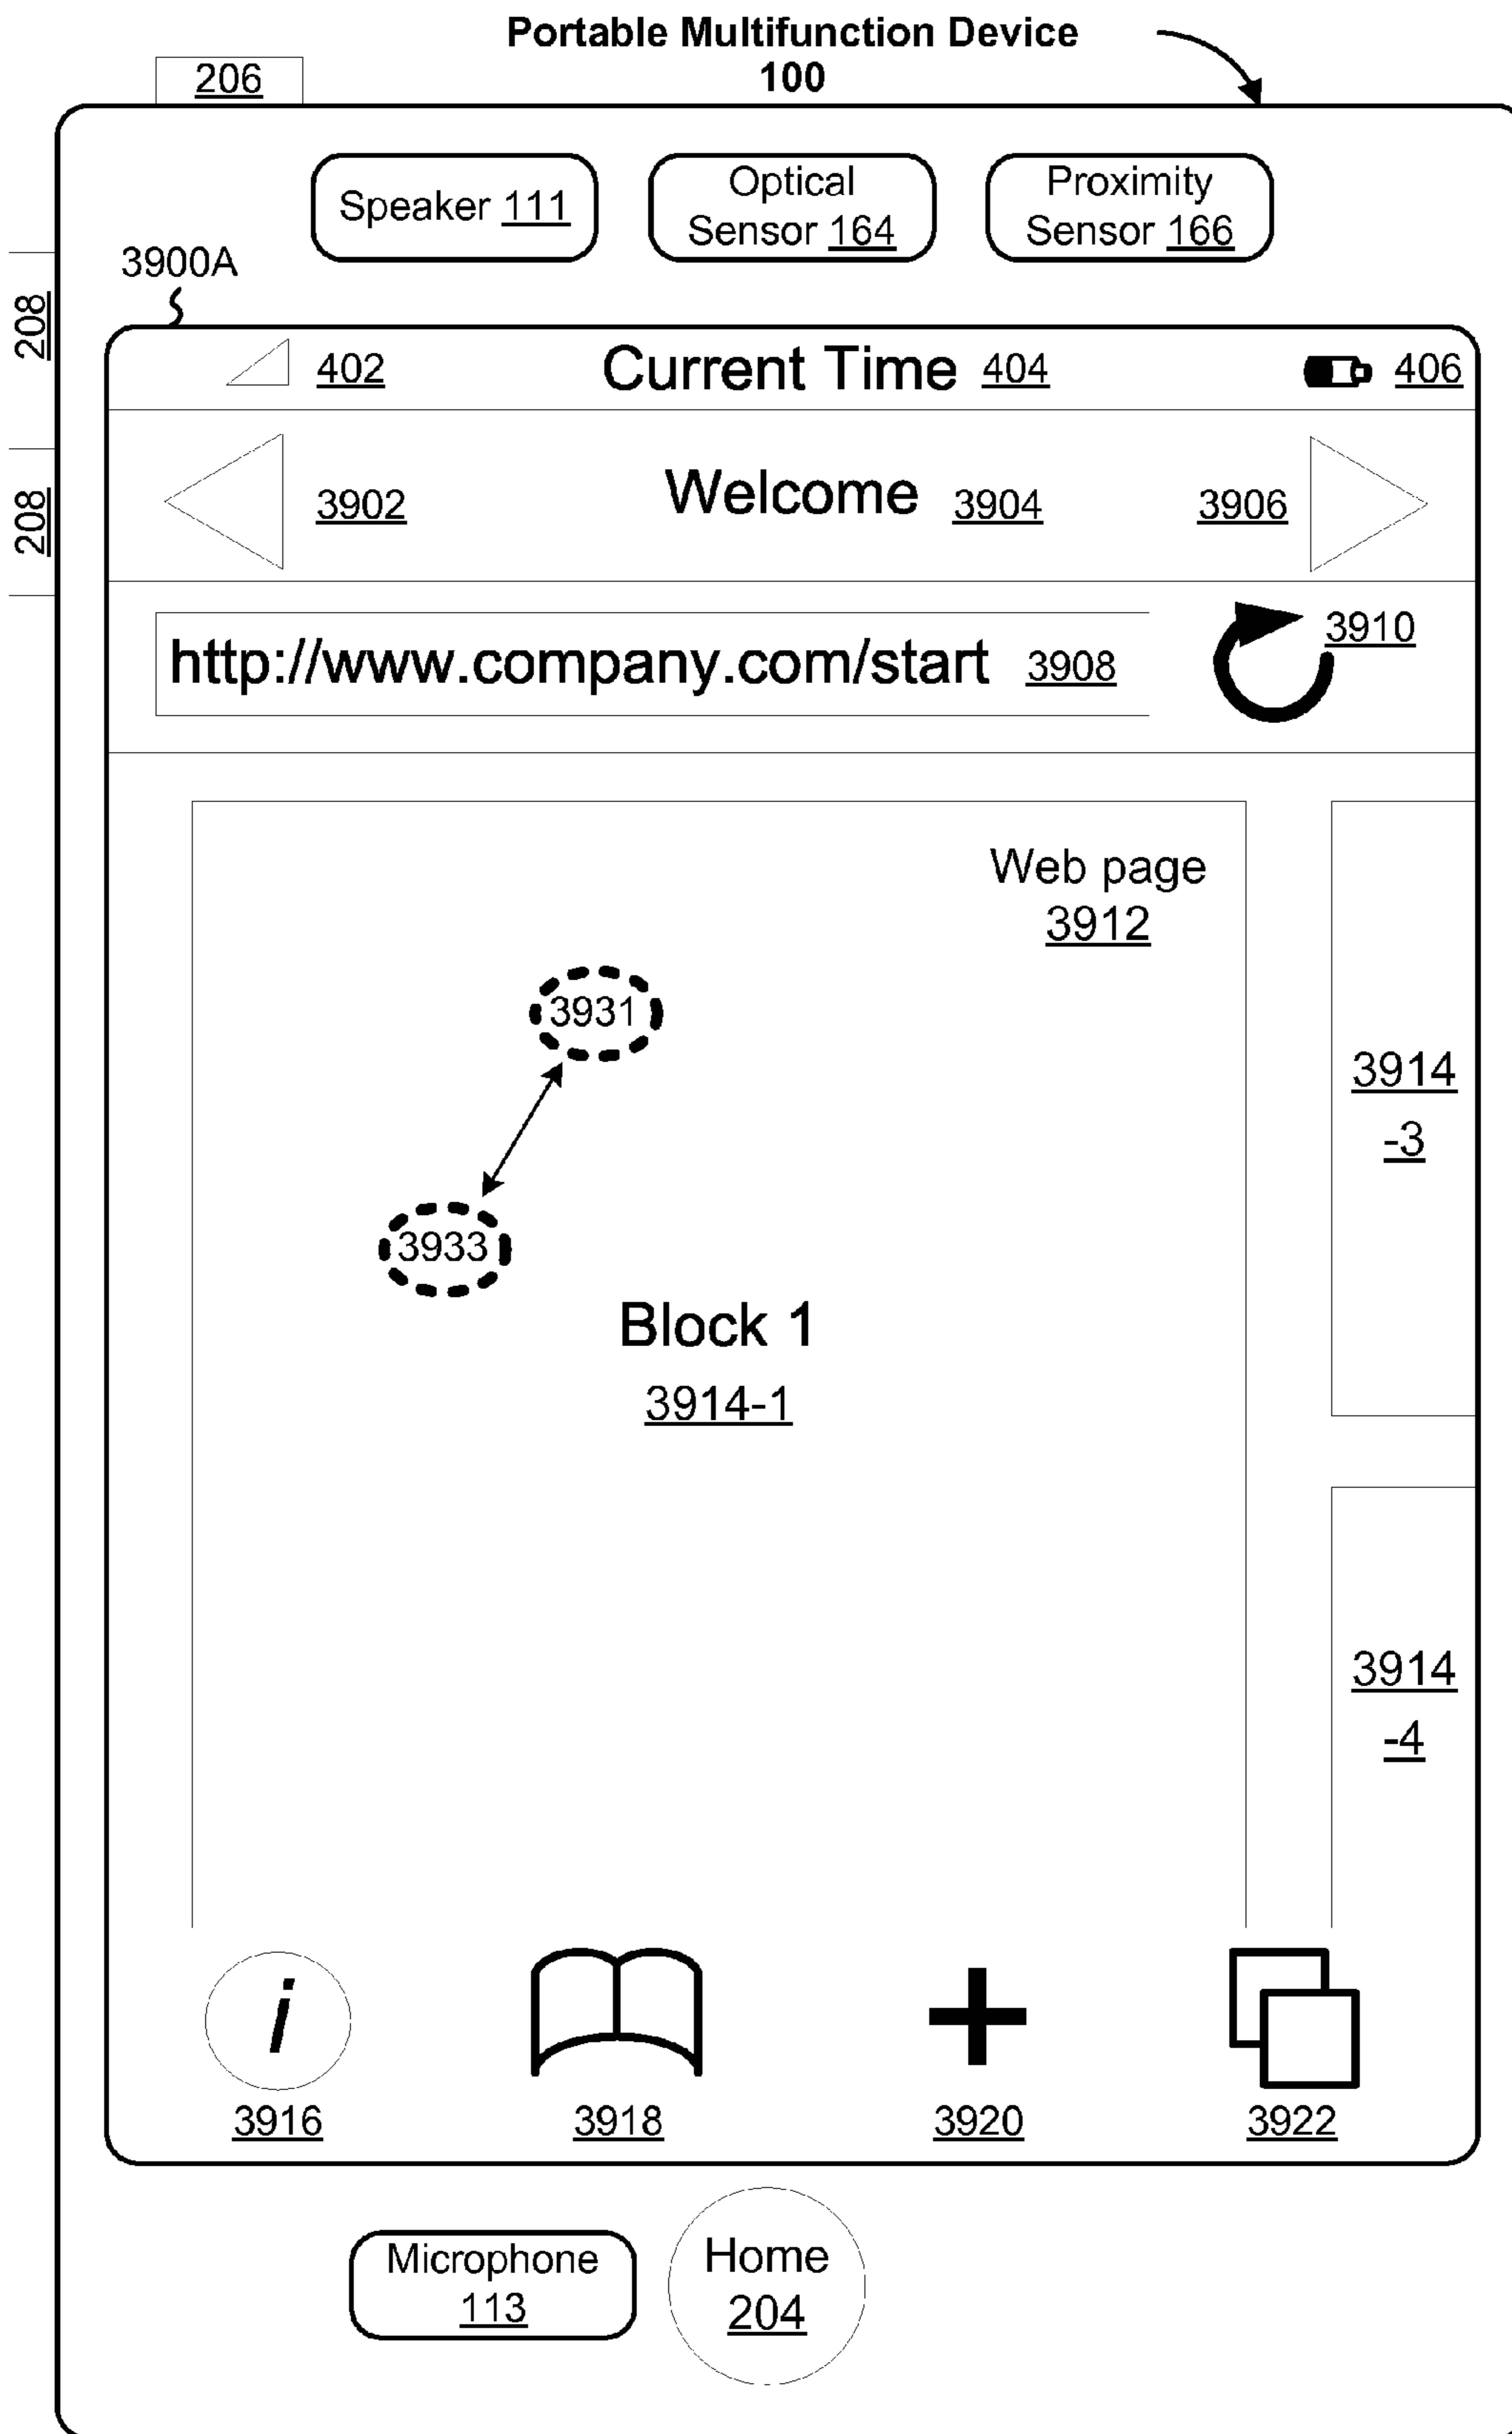 Portable Multifunction Device
100
206
Speaker 111
Optical
Sensor 164
Proximity
Sensor 166
3900A
208
208
402
Current Time 404
406
3902
Welcome 3904
3906
http://www.company.com/start 3908
3910
Web page
3912
3931
3933
Block 1
3914-1
3914
-3
3914
-4
i
3916
3918
3920
3922
Microphone
113
Home
204